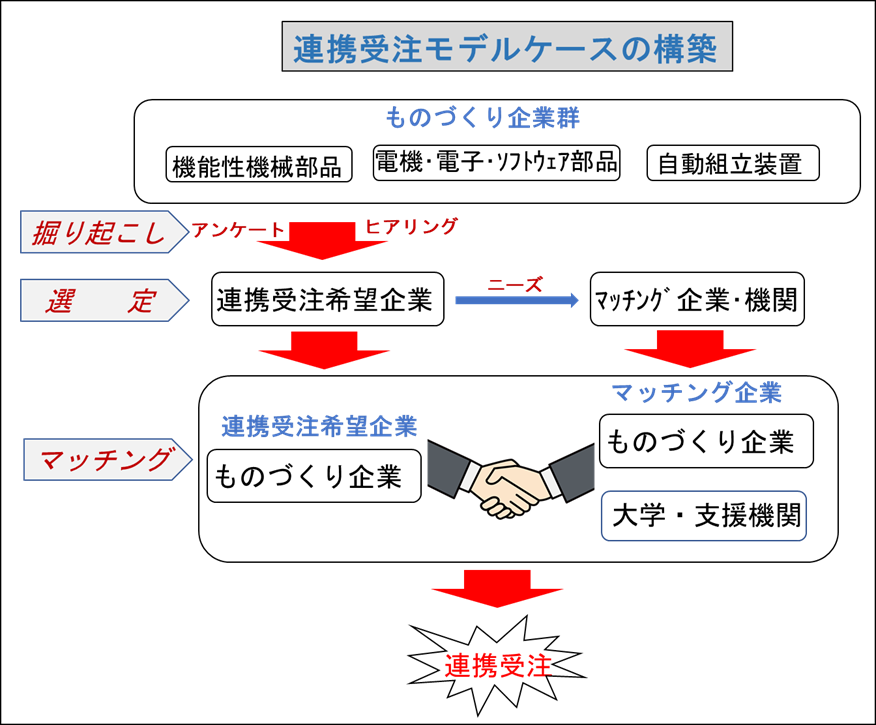 連携受注モデルケースの構築
ものづくり企業群
機能性機械部品
電機・電子・ソフトウェア部品
自動組立装置
掘り起こし
アンケート
ヒアリング
選 定
連携受注希望企業
ニーズ
マッチング企業・機関
マッチング
連携受注希望企業
ものづくり企業
マッチング企業
ものづくり企業
大学・支援機関
連携受注